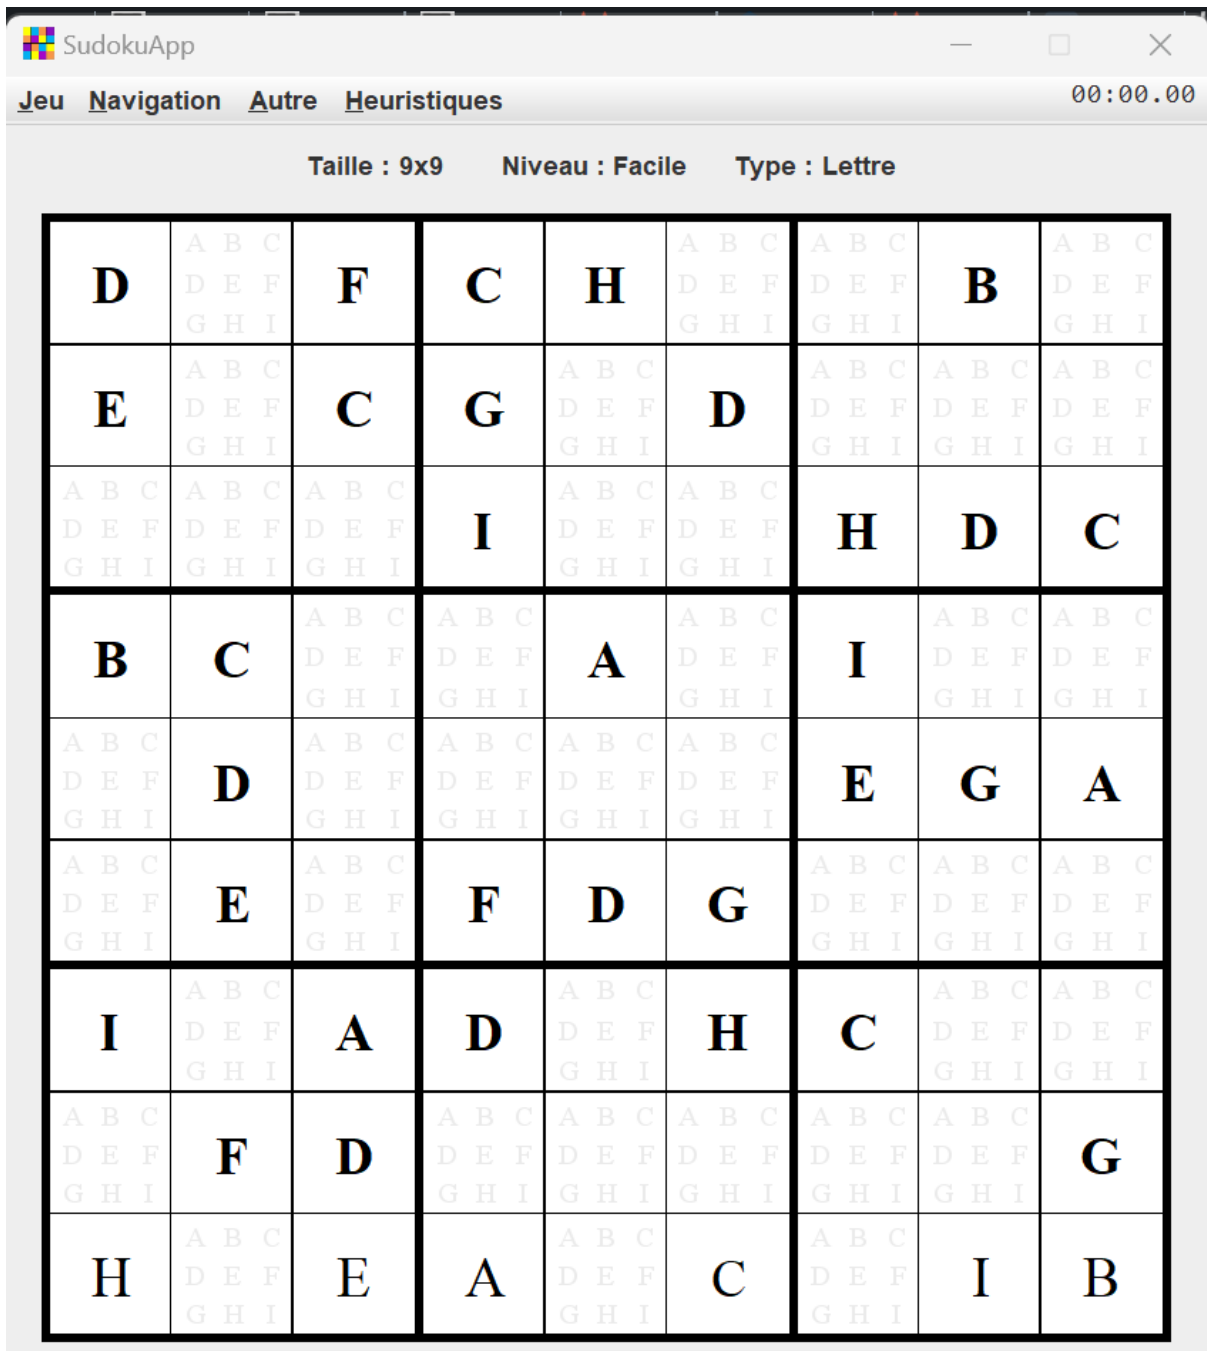 SudokuApp
Jeu Navigation Autre Heuristiques 00:00.00
Taille : 9x9 Niveau : Facile Type : Lettre
A B C A B C A B C A B C
D D E F F C H D E F D E F B D E F
G H I G H I G H I G H I
A B C A B C A B C A B C A B C
E D E F C G D E F D D E F D E F D E F
G H I G H I G H I G H I G H I
A B C A B C A B C A B C A B C
D E F D E F D E F I D E F D E F H D C
G H I G H I G H I G H I G H I
A B C A B C A B C A B C A B C
B C D E F D E F A D E F I D E F D E F
G H I G H I G H I G H I G H I
A B C A B C A B C A B C A B C
D E F D D E F D E F D E F D E F E G A
G H I G H I G H I G H I G H I
A B C A B C A B C A B C A B C
D E F E D E F F D G D E F D E F D E F
G H I G H I G H I G H I G H I
A B C A B C A B C A B C
I D E F A D D E F H C D E F D E F
G H I G H I G H I G H I
A B C A B C A B C A B C A B C A B C
D E F F D D E F D E F D E F D E F D E F G
G H I G H I G H I G H I G H I G H I
A B C A B C A B C
H D E F E A D E F C D E F I B
G H I G H I G H I